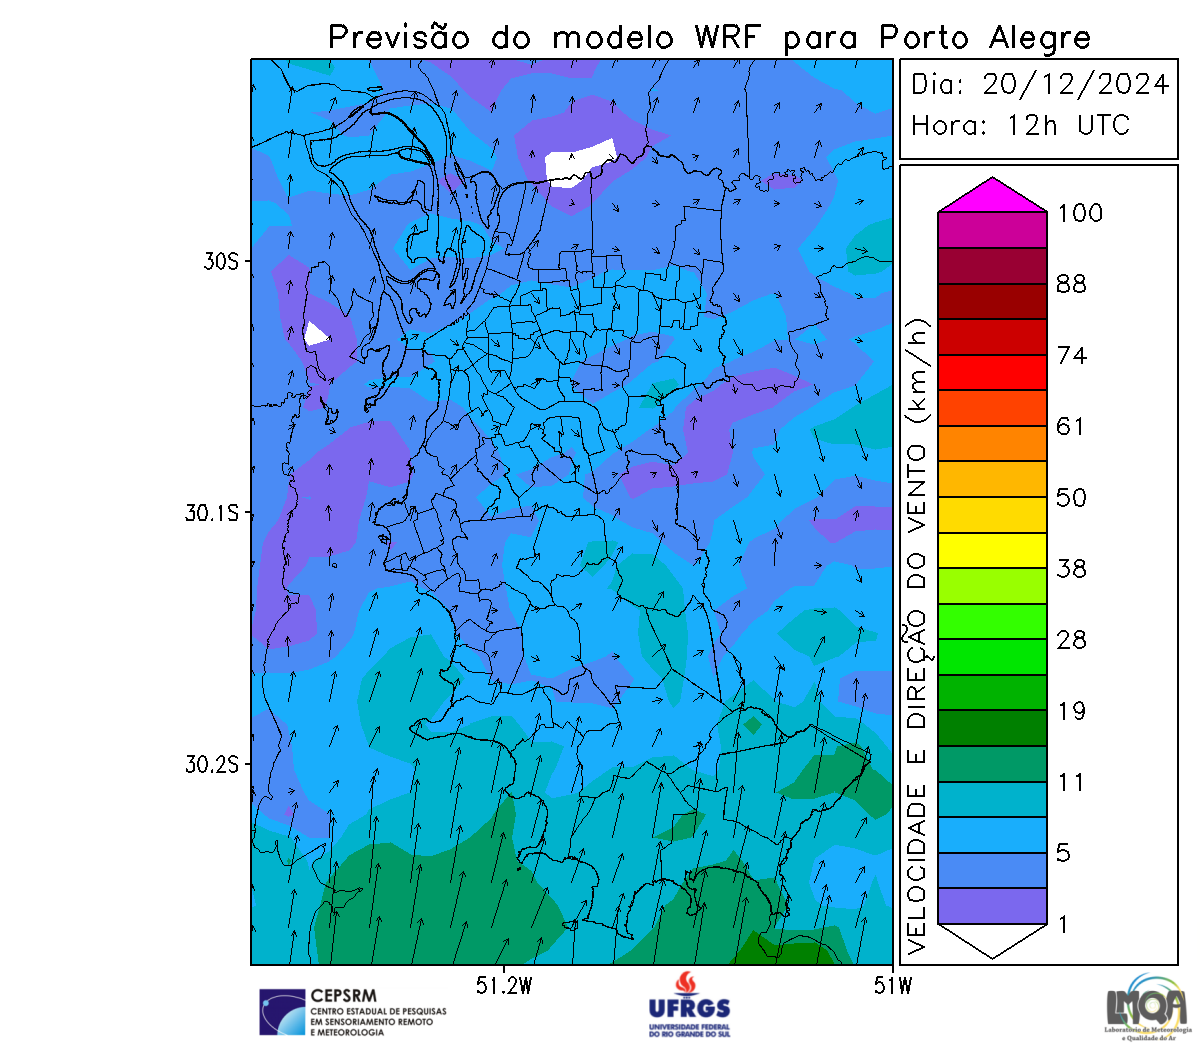 Previsão do modelo WRF para Porto Alegre
Dia: 20/12/2024
Hora: 12h UTC
100
88
74
61
50
38
28
19
11
5
1
VELOCIDADE E DIREÇÃO DO VENTO (km/h)
30S
30.1S
30.2S
51.2W
51W
CEPSRM
CENTRO ESTADUAL DE PESQUISAS
EM SENSORIAMENTO REMOTO
E METEOROLOGIA
UFRGS
UNIVERSIDADE FEDERAL
DO RIO GRANDE DO SUL
LMQA
Laboratório de Meteorologia
e Qualidade do Ar